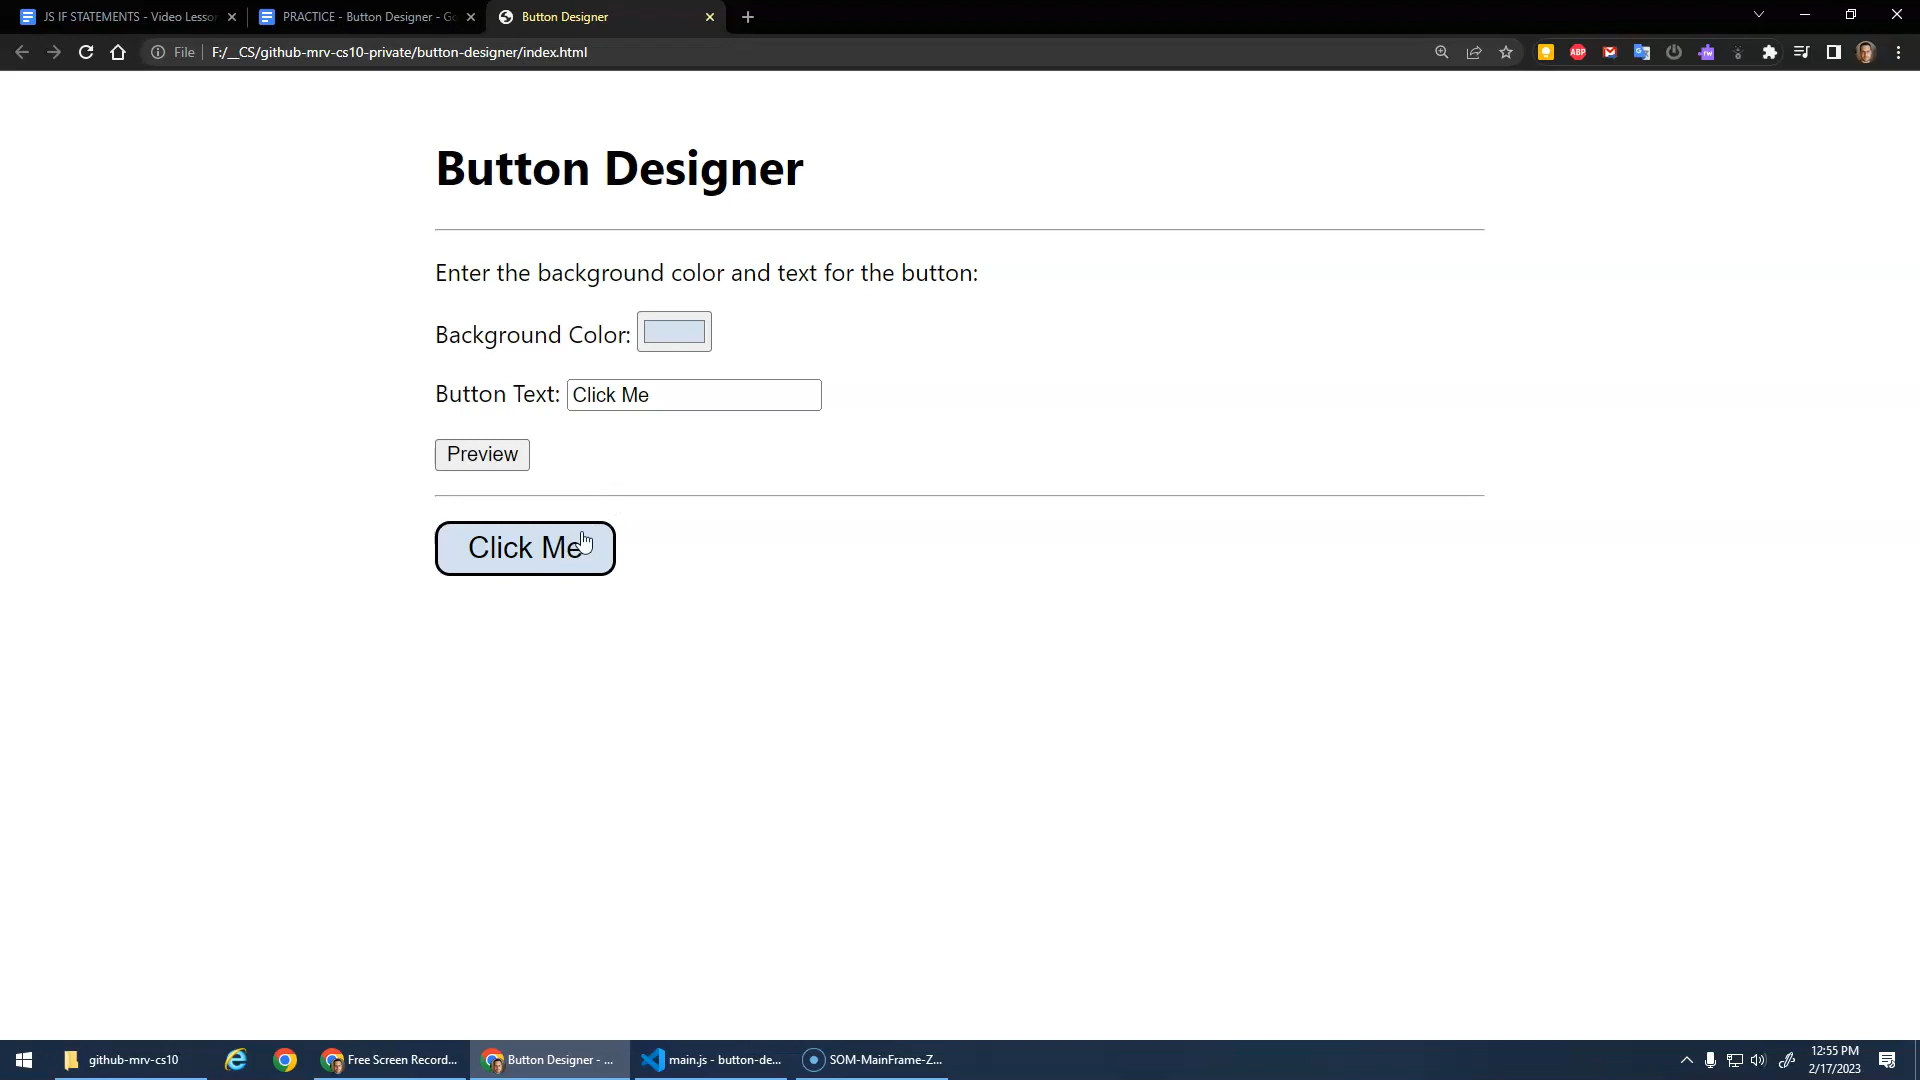 JS IF STATEMENTS - Video Lesson
PRACTICE - Button Designer - Go
Button Designer
File
F:/__CS/github-mrv-cs10-private/button-designer/index.html
ABP
Button Designer
Enter the background color and text for the button:
Background Color:
Button Text: Click Me
Preview
Click Me
github-mrv-cs10
Free Screen Record...
Button Designer - ...
main.js - button-de...
SOM-MainFrame-Z...
12:55 PM
2/17/2023